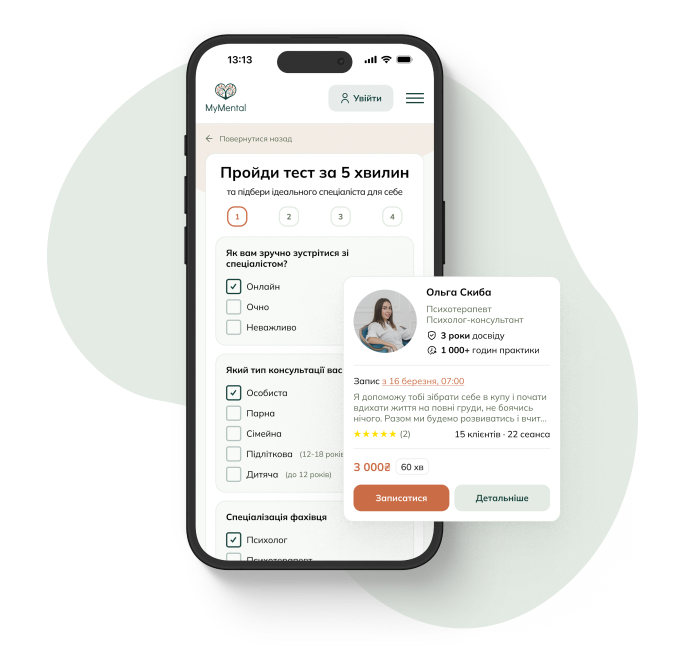 13:13
MyMental
Увійти
Повернутися назад
Пройди тест за 5 хвилин
та підбери ідеального спеціаліста для себе
1 2 3 4
Як вам зручно зустрітися зі
спеціалістом?
Онлайн
Очно
Неважливо
Який тип консультації вас
Особиста
Парна
Сімейна
Підліткова (12-18 років
Дитяча (до 12 років)
Спеціалізація фахівця
Психолог
Психотерапевт
Ольга Скиба
Психотерапевт
Психолог-консультант
3 роки досвіду
1 000+ годин практики
Запис з 16 березня, 07:00
Я допоможу тобі зібрати себе в купу і почати
вдихати життя на повні груди, не боячись
нічого. Разом ми будемо розвиватись і вчит...
(2) 15 клієнтів · 22 сеанса
3 000₴ 60 хв
Записатися Детальніше